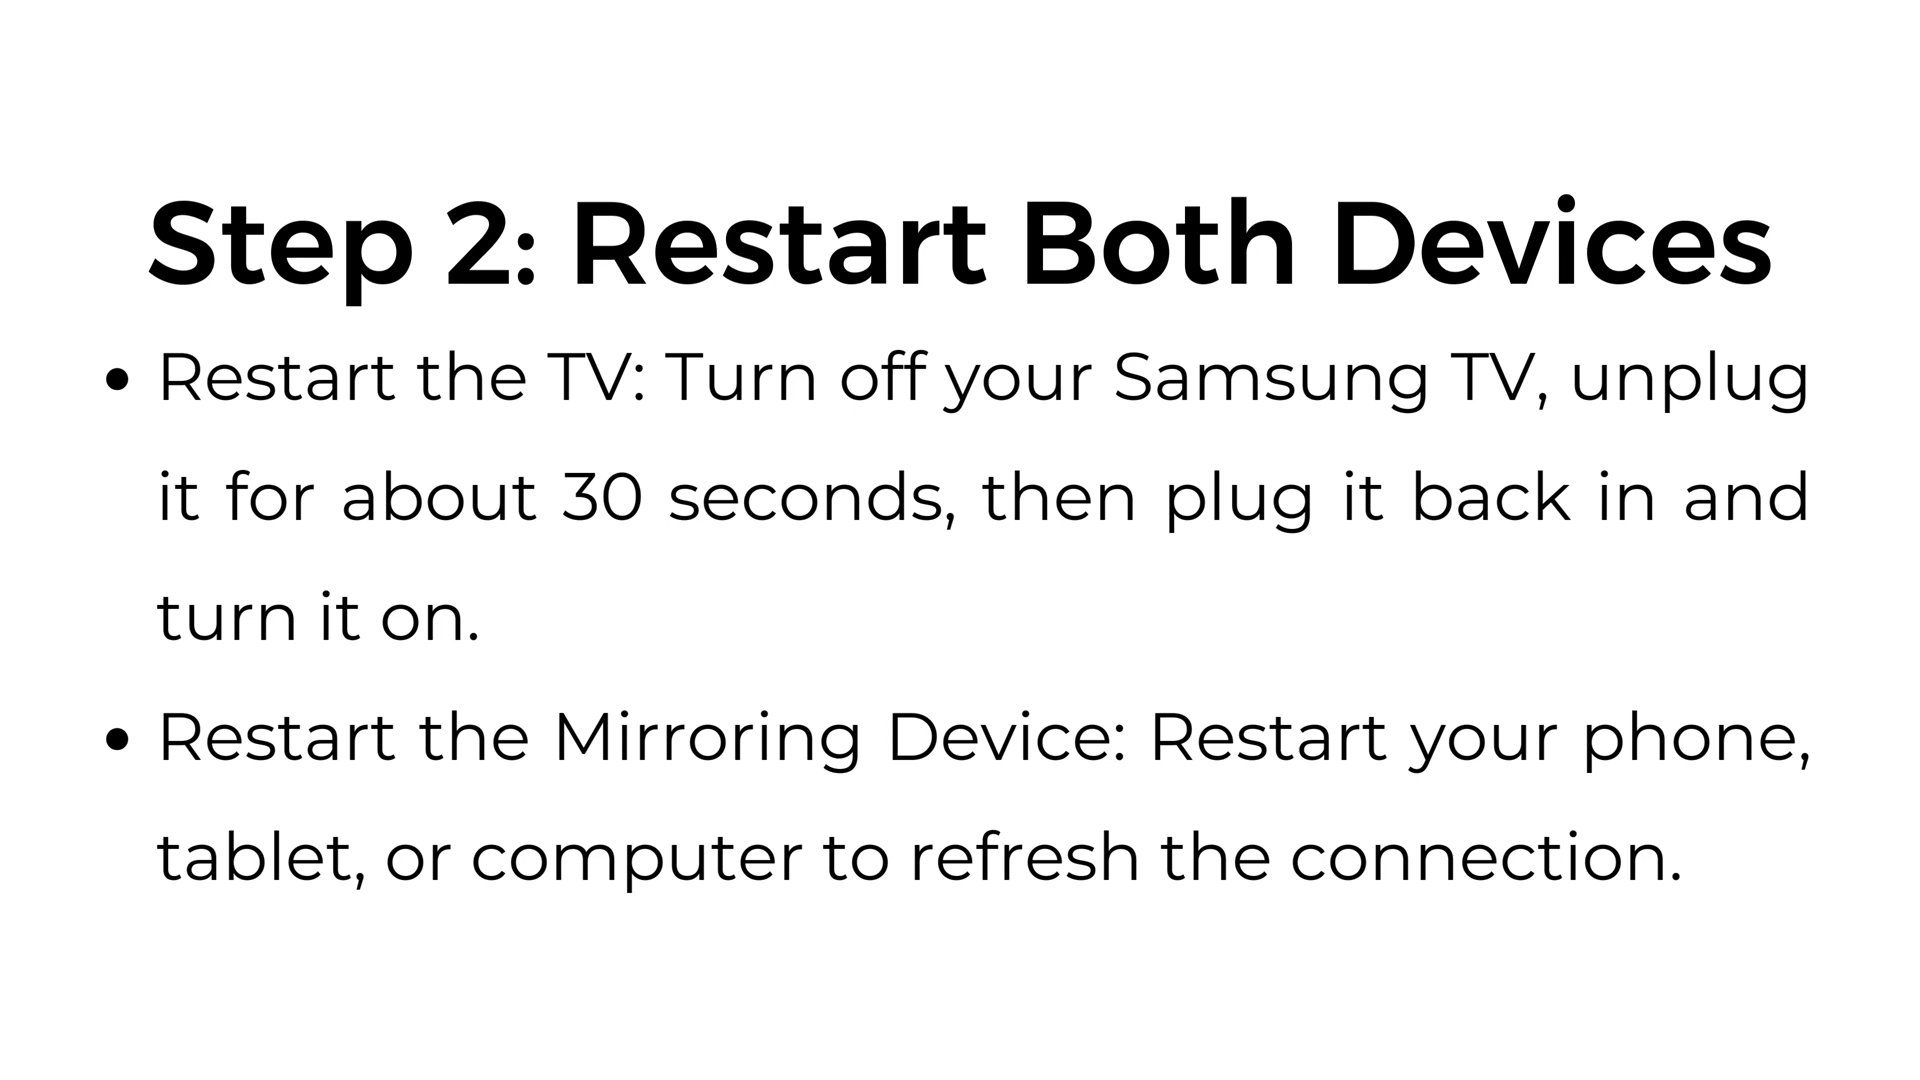 Step 2: Restart Both Devices
• Restart the TV: Turn off your Samsung TV, unplug
it for about 30 seconds, then plug it back in and
turn it on.
• Restart the Mirroring Device: Restart your phone,
tablet, or computer to refresh the connection.